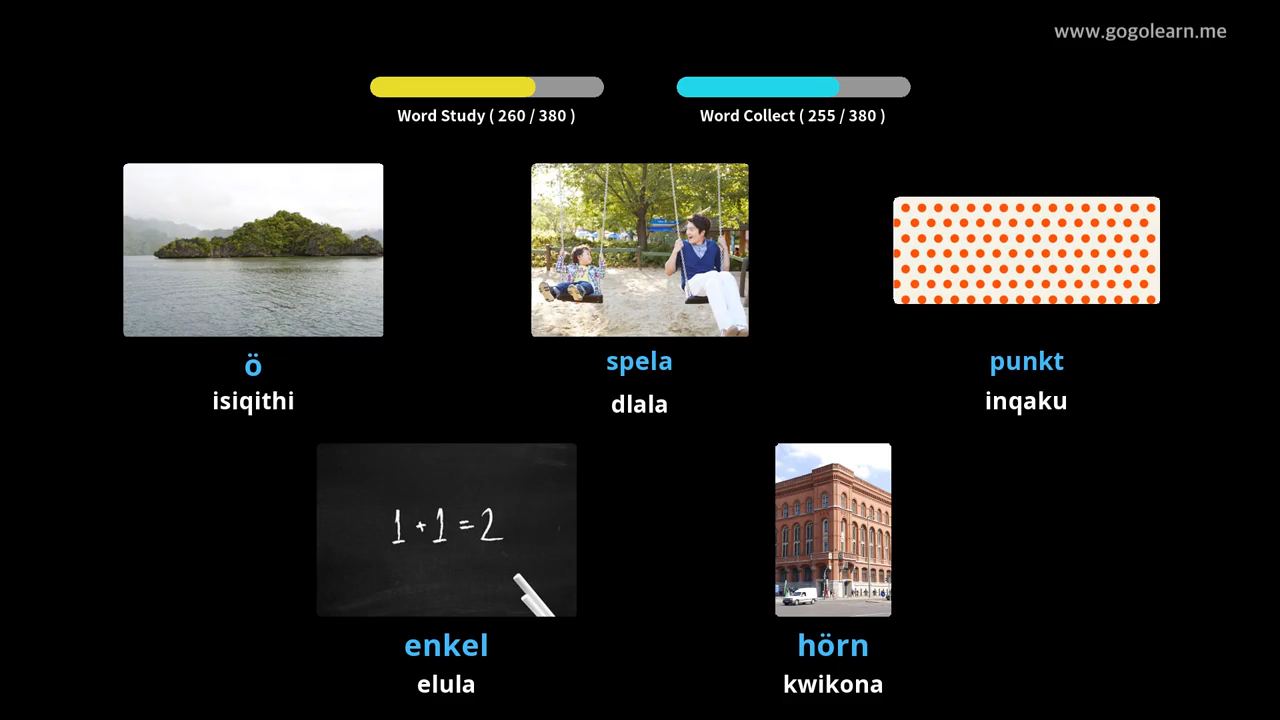 www.gogolearn.me
Word Study ( 260 / 380 )
Word Collect ( 255 / 380 )
ö
isiqithi
spela
dlala
punkt
inqaku
1 + 1 = 2
enkel
elula
hörn
kwikona